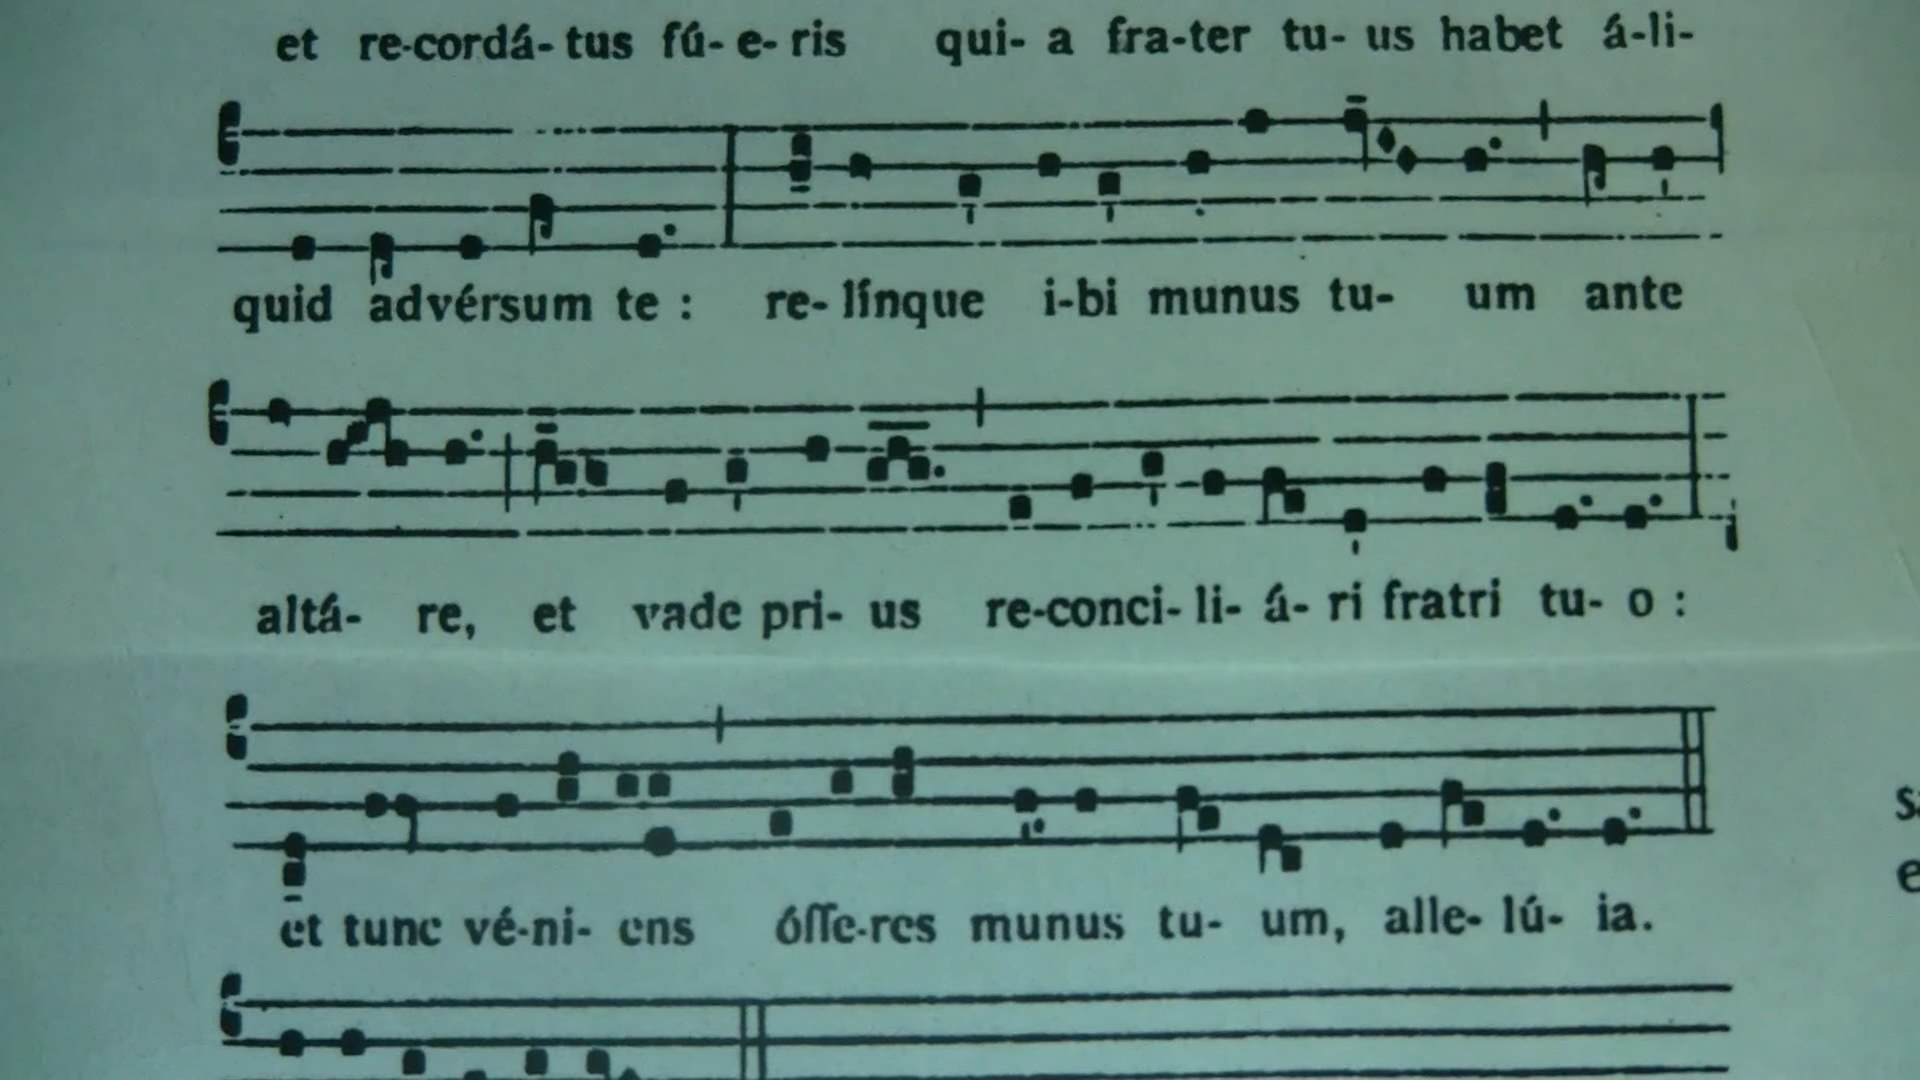 et re-cordá-tus fú-e-ris qui-a fra-ter tu-us habet á-li-
quid advérsum te : re-línque i-bi munus tu-um ante
altá-re, et vade pri-us re-conci-li-á-ri fratri tu-o :
et tunc vé-ni-ens óffe-res munus tu-um, alle-lú-ia.